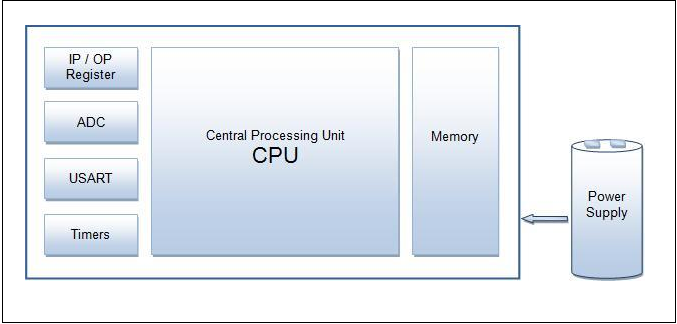 IP / OP
Register
ADC
USART
Timers
Central Processing Unit
CPU
Memory
Power
Supply